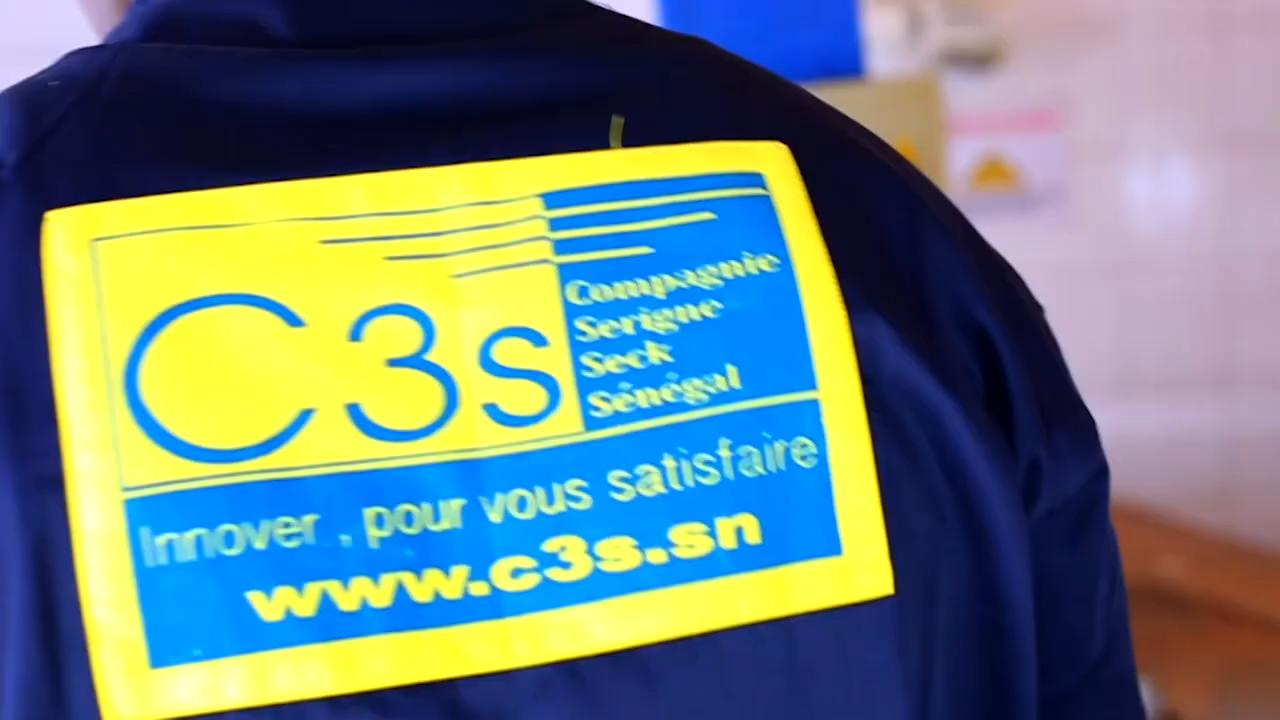 C3s
Compagnie
Serigne
Seck
Sénégal
Innover , pour vous satisfaire
www.c3s.sn